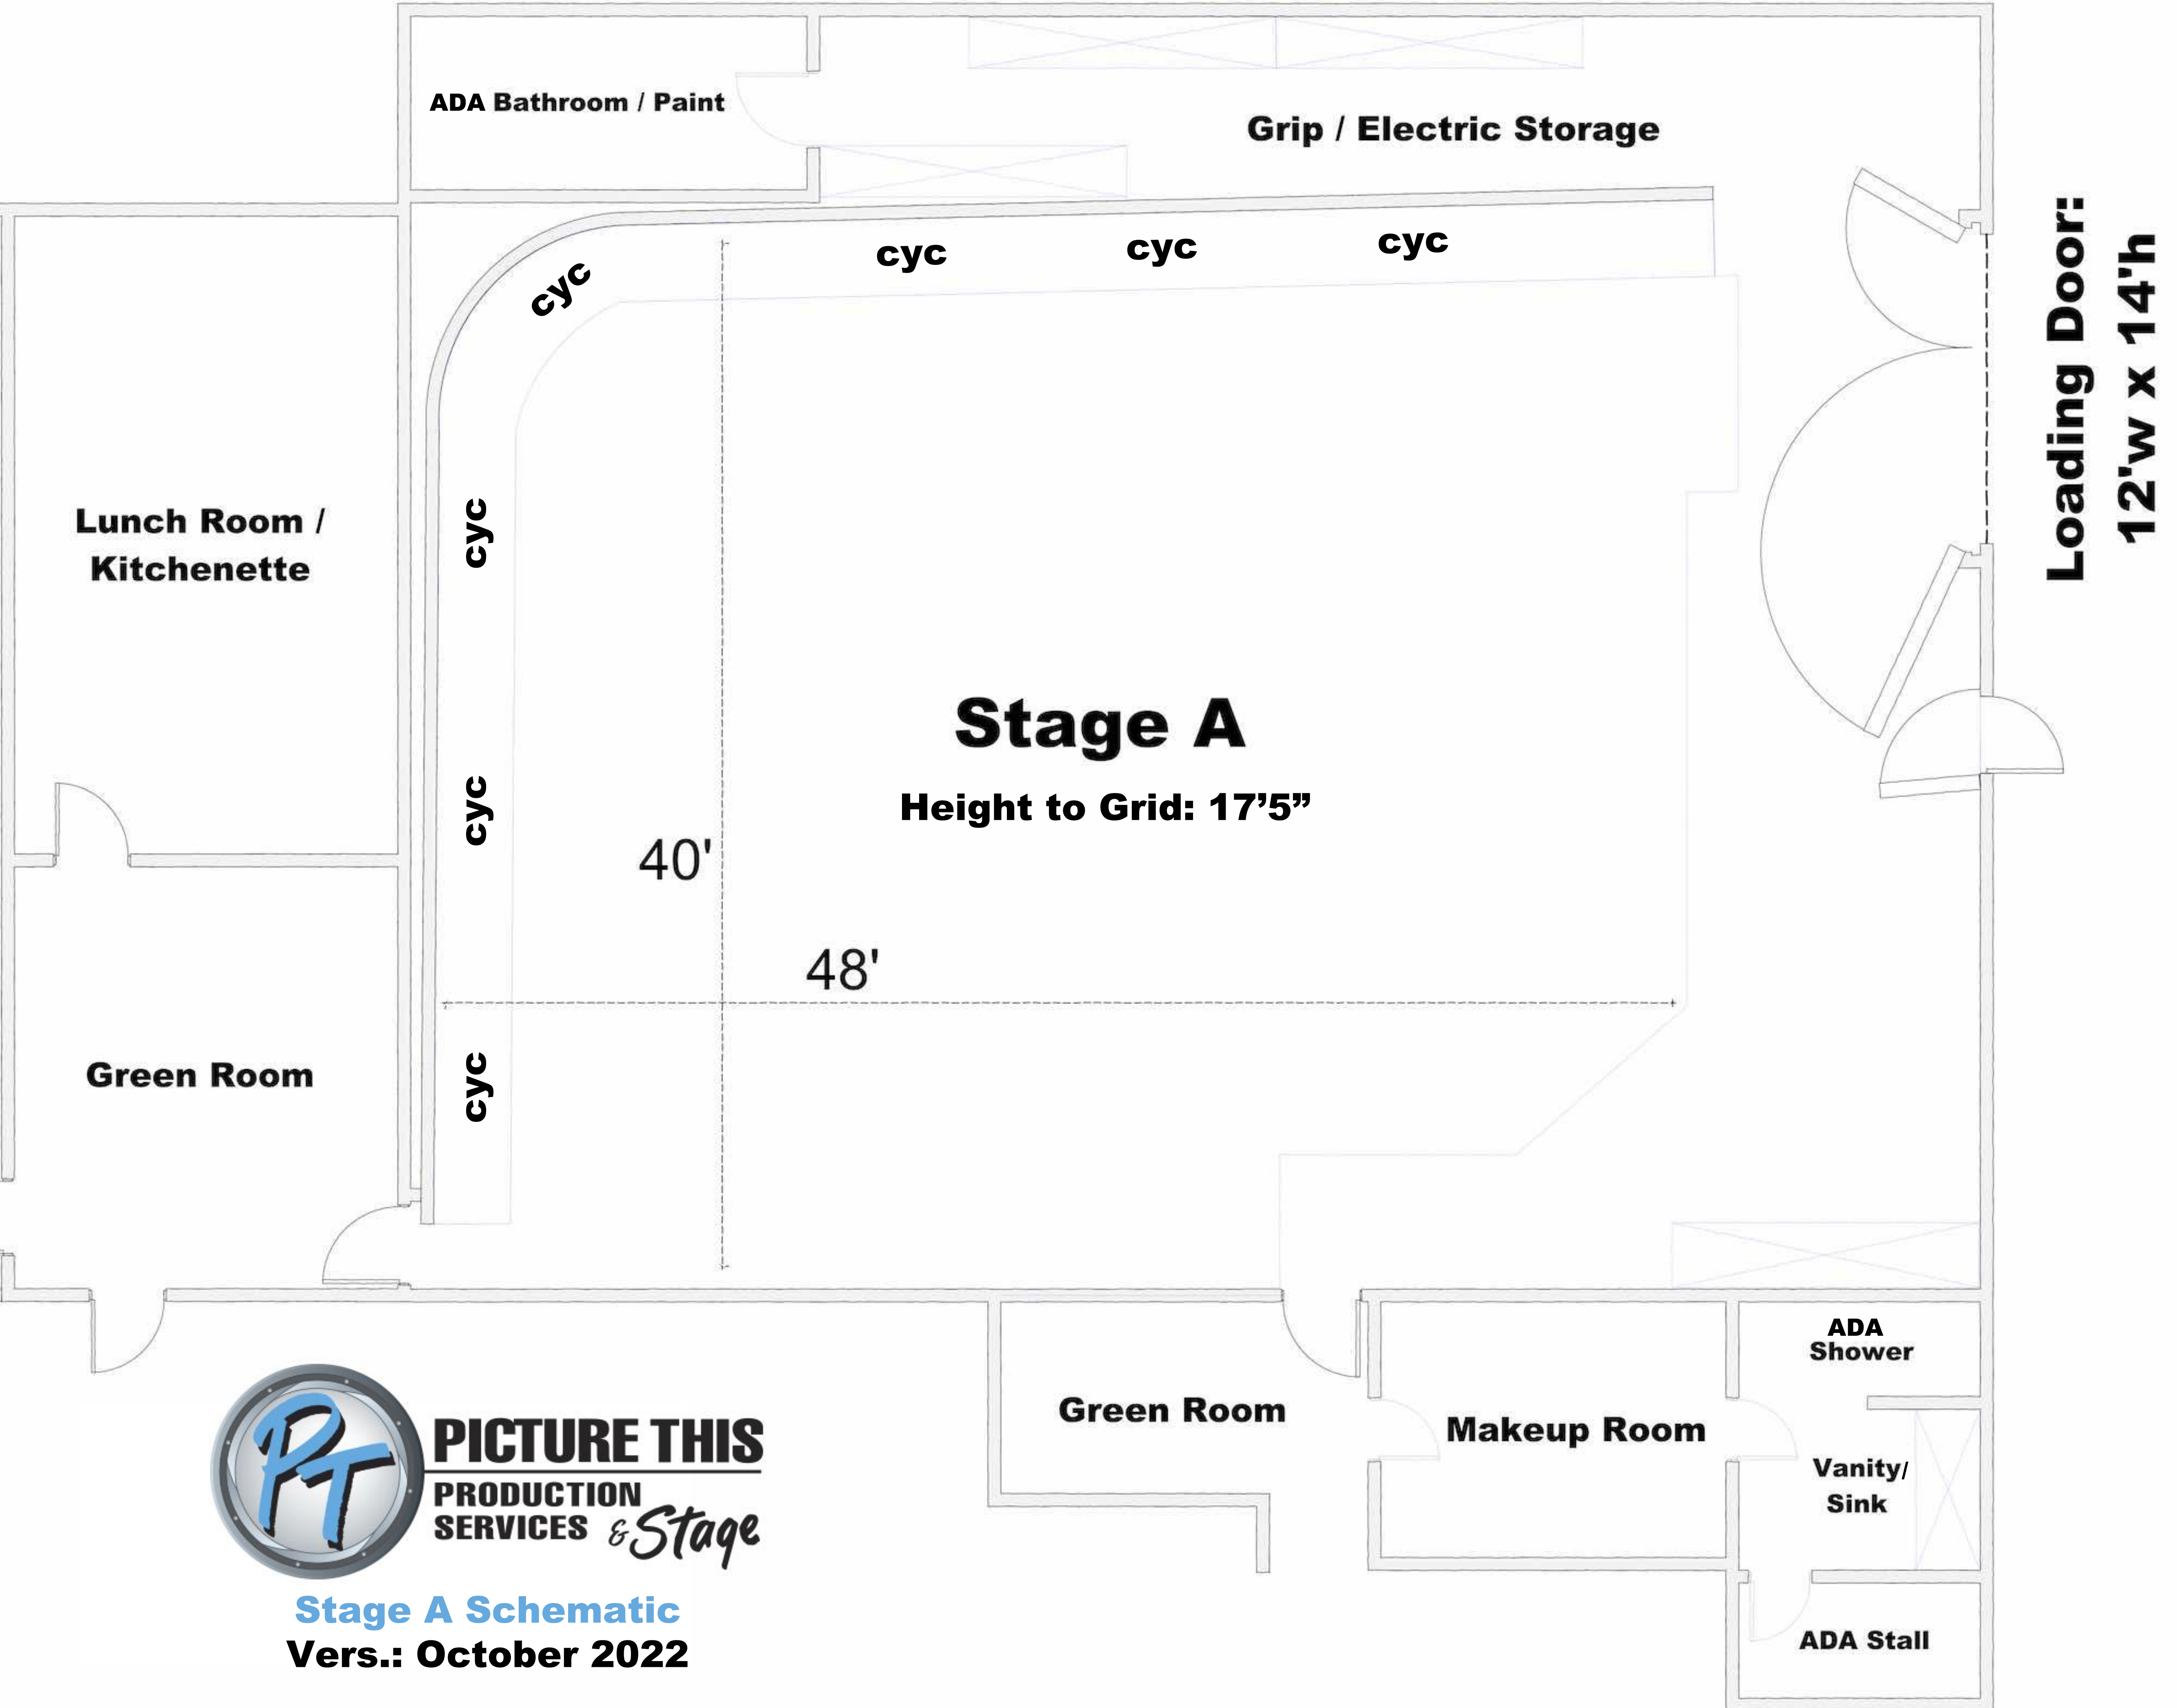 ADA Bathroom / Paint
Grip / Electric Storage
cyc
cyc
cyc
cyc
Loading Door:
12'w x 14'h
Lunch Room /
Kitchenette
cyc
cyc
cyc
Stage A
Height to Grid: 17’5”
40'
48'
Green Room
Green Room
Makeup Room
ADA
Shower
Vanity/
Sink
ADA Stall
PT
PICTURE THIS
PRODUCTION
SERVICES & Stage
Stage A Schematic
Vers.: October 2022